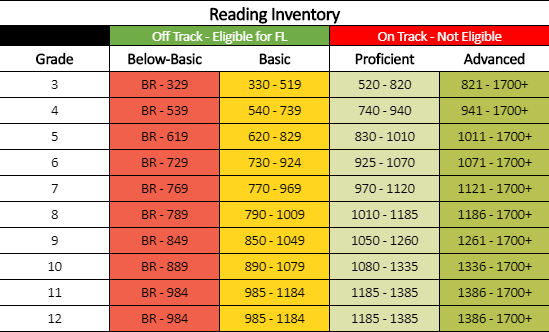 Reading Inventory
Off Track - Eligible for FL On Track - Not Eligible
Grade Below-Basic Basic Proficient Advanced
3 BR - 329 330 - 519 520 - 820 821 - 1700+
4 BR - 539 540 - 739 740 - 940 941 - 1700+
5 BR - 619 620 - 829 830 - 1010 1011 - 1700+
6 BR - 729 730 - 924 925 - 1070 1071 - 1700+
7 BR - 769 770 - 969 970 - 1120 1121 - 1700+
8 BR - 789 790 - 1009 1010 - 1185 1186 - 1700+
9 BR - 849 850 - 1049 1050 - 1260 1261 - 1700+
10 BR - 889 890 - 1079 1080 - 1335 1336 - 1700+
11 BR - 984 985 - 1184 1185 - 1385 1386 - 1700+
12 BR - 984 985 - 1184 1185 - 1385 1386 - 1700+